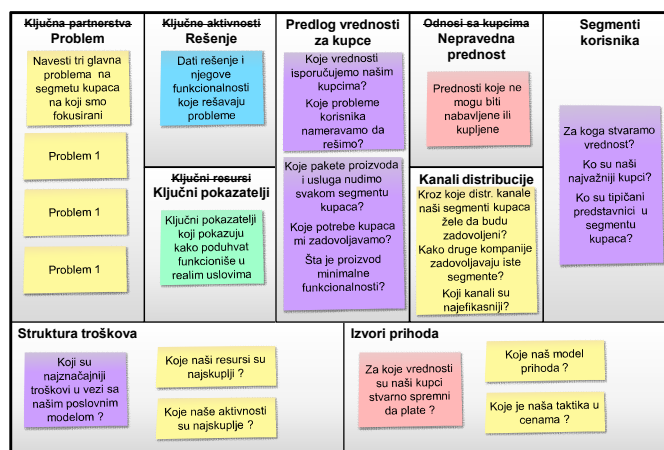 Ključna partnerstva
Problem
Navesti tri glavna
problema na
segmetu kupaca
na koji smo
fokusirani
Problem 1
Problem 1
Problem 1
Ključne aktivnosti
Rešenje
Dati rešenje i
njegove
funkcionalnosti
koje rešavaju
probleme
Ključni resursi
Ključni pokazatelji
Ključni pokazatelji
koji pokazuju
kako poduhvat
funkcioniše u
realim uslovima
Predlog vrednosti
za kupce
Koje vrednosti
isporučujemo našim
kupcima?
Koje probleme
korisnika
nameravamo da
rešimo?
Koje pakete proizvoda
i usluga nudimo
svakom segmentu
kupaca?
Koje potrebe kupaca
mi zadovoljavamo?
Šta je proizvod
minimalne
funkcionalnosti?
Odnosi sa kupcima
Nepravedna
prednost
Prednosti koje ne
mogu biti
nabavljene ili
kupljene
Kanali distribucije
Kroz koje distr. kanale
naši segmenti kupaca
žele da budu
zadovoljeni?
Kako druge kompanije
zadovoljavaju iste
segmente?
Koji kanali su
najefikasniji?
Segmenti
korisnika
Za koga stvaramo
vrednost?
Ko su naši
najvažniji kupci?
Ko su tipičani
predstavnici u
segmentu
kupaca?
Struktura troškova
Koji su
najznačajniji
troškovi u vezi sa
našim poslovnim
modelom ?
Koje naši resursi su
najskuplji ?
Koje naše aktivnosti
su najskuplje ?
Izvori prihoda
Za koje vrednosti
su naši kupci
stvarno spremni
da plate ?
Koje naš model
prihoda ?
Koje je naša taktika u
cenama ?